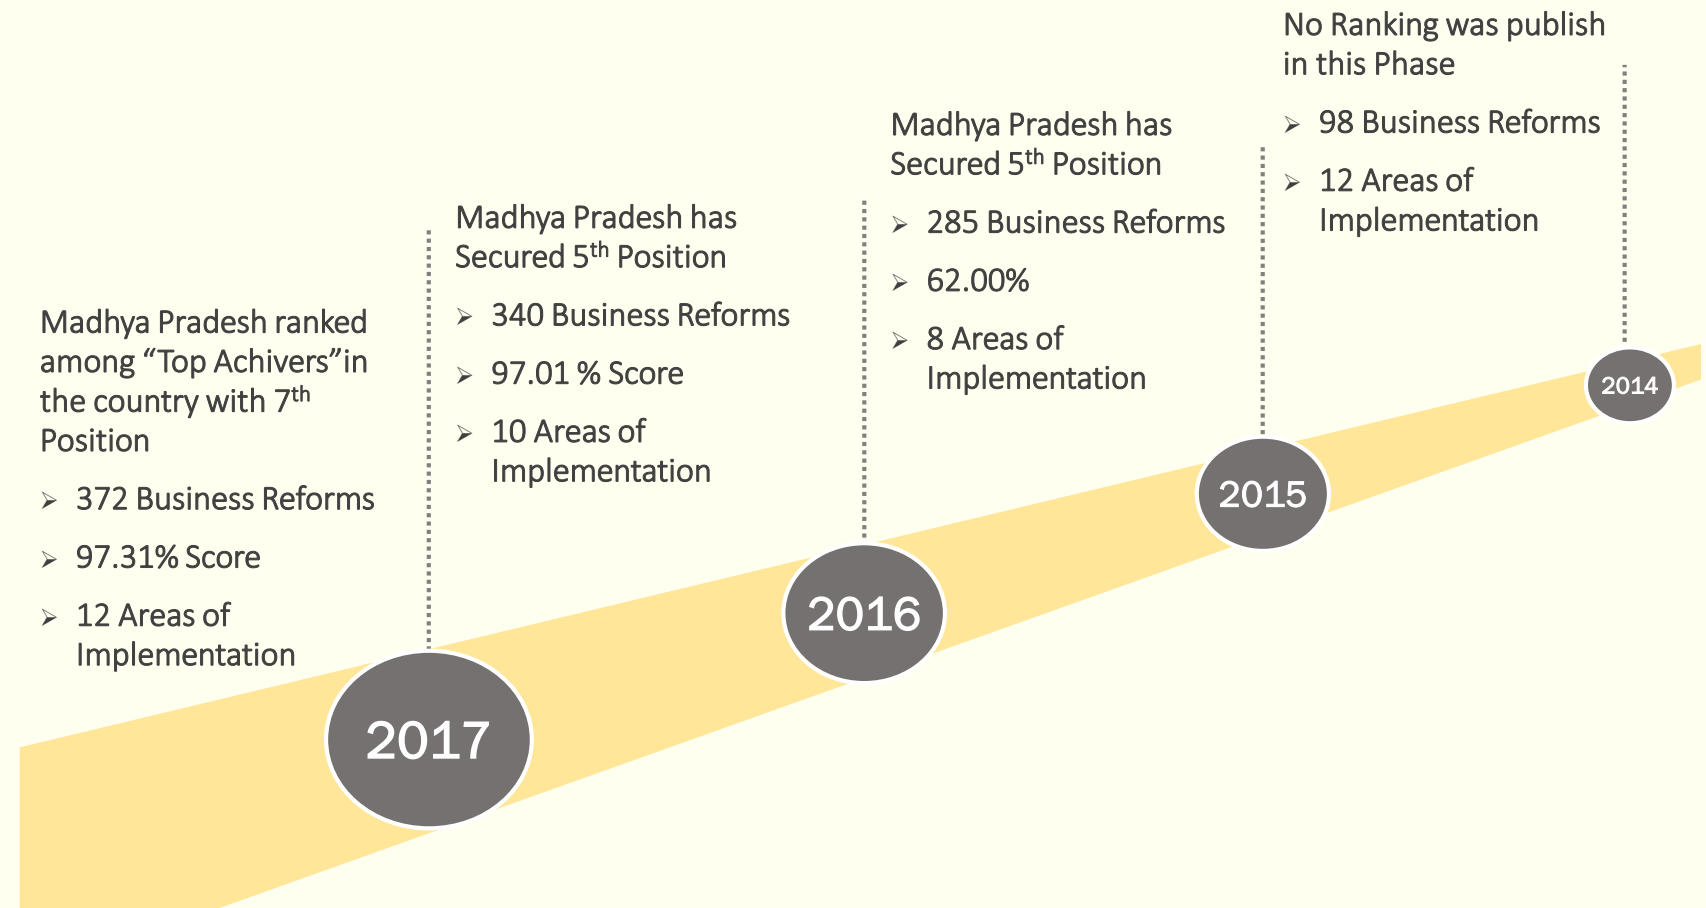 Madhya Pradesh ranked
among “Top Achivers”in
the country with 7th
Position
➢ 372 Business Reforms
➢ 97.31% Score
➢ 12 Areas of
Implementation
2017
Madhya Pradesh has
Secured 5th Position
➢ 340 Business Reforms
➢ 97.01 % Score
➢ 10 Areas of
Implementation
2016
Madhya Pradesh has
Secured 5th Position
➢ 285 Business Reforms
➢ 62.00%
➢ 8 Areas of
Implementation
2015
No Ranking was publish
in this Phase
➢ 98 Business Reforms
➢ 12 Areas of
Implementation
2014